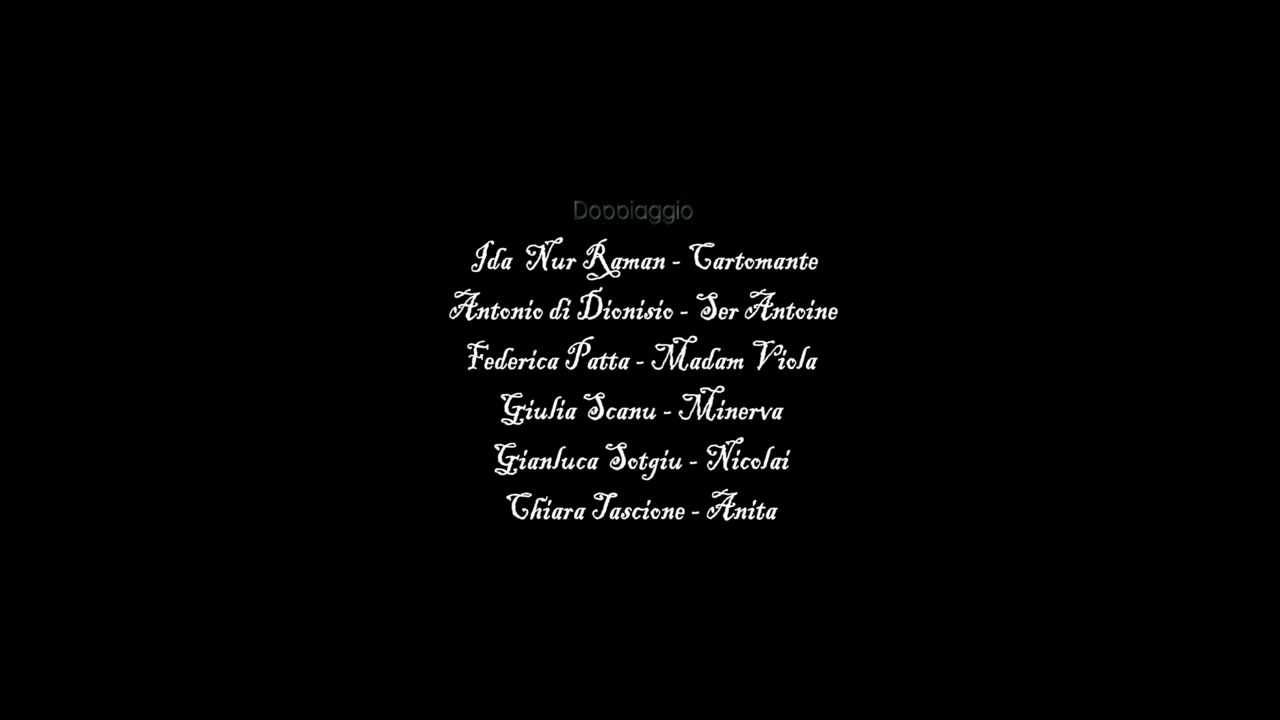 Doppiaggio
Ida Nur Raman - Cartomante
Antonio di Dionisio - Ser Antoine
Federica Patta - Madam Viola
Giulia Scanu - Minerva
Gianluca Sotgiu - Nicolai
Chiara Tascione - Anita